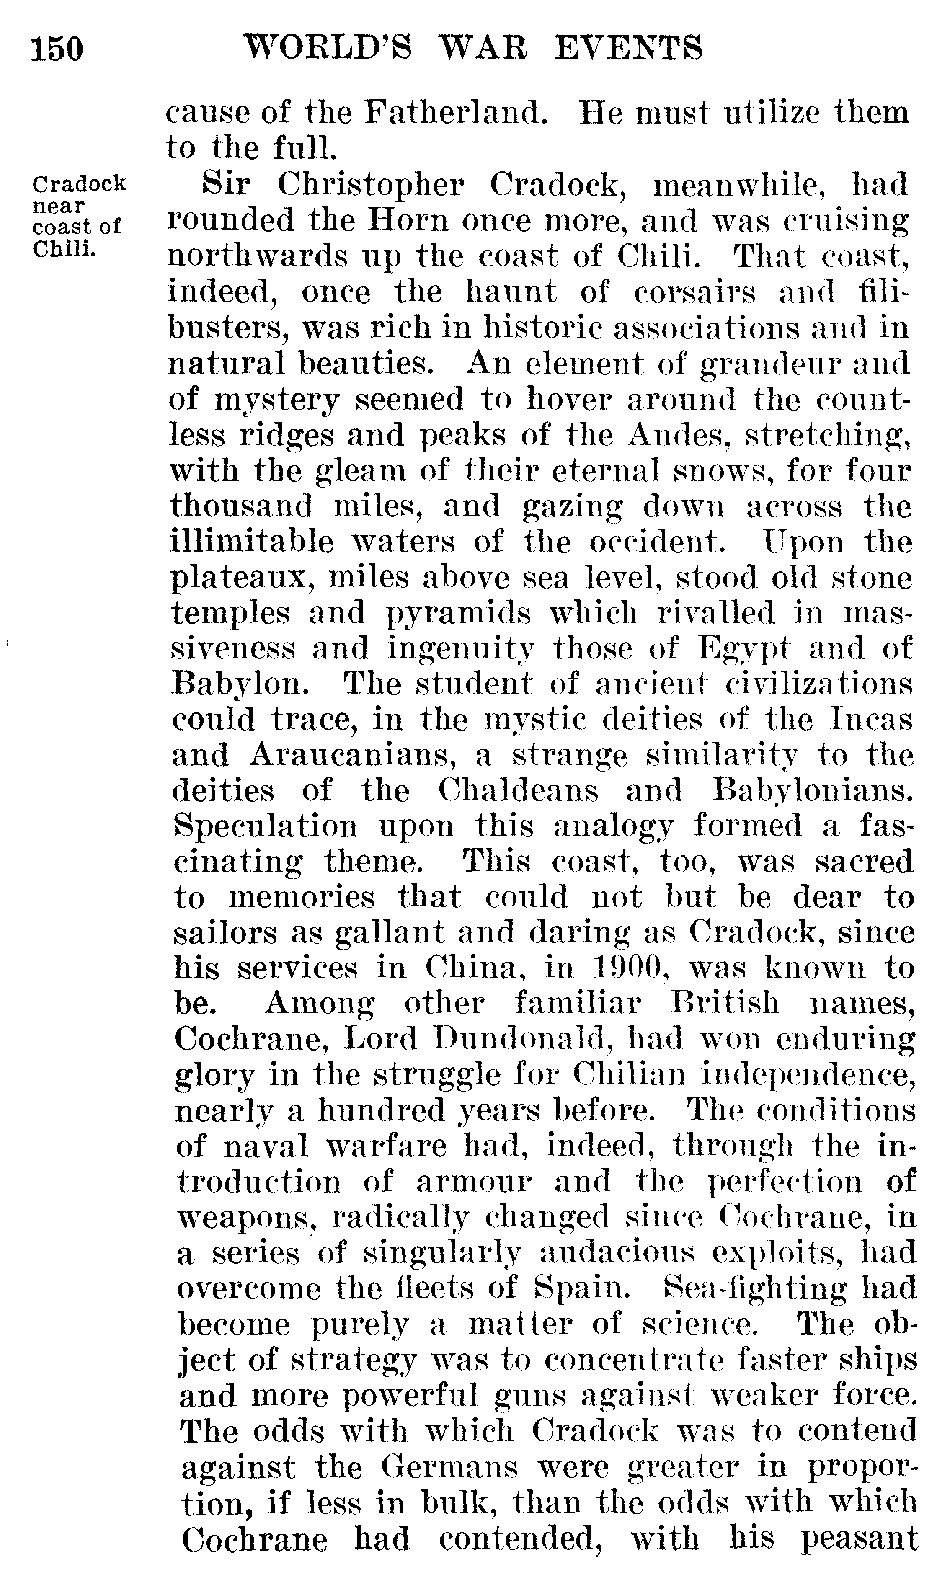 150 WORLD'S WAR EVENTS
cause of the Fatherland. He must utilize them
to the full.
Cradock
near
coast of
Chili.
Sir Christopher Cradock, meanwhile, had
rounded the Horn once more, and was cruising
northwards up the coast of Chili. That coast,
indeed, once the haunt of corsairs and fili-
busters, was rich in historic associations and in
natural beauties. An element of grandeur and
of mystery seemed to hover around the count-
less ridges and peaks of the Andes, stretching,
with the gleam of their eternal snows, for four
thousand miles, and gazing down across the
illimitable waters of the occident. Upon the
plateaux, miles above sea level, stood old stone
temples and pyramids which rivalled in mas-
siveness and ingenuity those of Egypt and of
Babylon. The student of ancient civilizations
could trace, in the mystic deities of the Incas
and Araucanians, a strange similarity to the
deities of the Chaldeans and Babylonians.
Speculation upon this analogy formed a fas-
cinating theme. This coast, too, was sacred
to memories that could not but be dear to
sailors as gallant and daring as Cradock, since
his services in China, in 1900, was known to
be. Among other familiar British names,
Cochrane, Lord Dundonald, had won enduring
glory in the struggle for Chilian independence,
nearly a hundred years before. The conditions
of naval warfare had, indeed, through the in-
troduction of armour and the perfection of
weapons, radically changed since Cochrane, in
a series of singularly audacious exploits, had
overcome the fleets of Spain. Sea-fighting had
become purely a matter of science. The ob-
ject of strategy was to concentrate faster ships
and more powerful guns against weaker force.
The odds with which Cradock was to contend
against the Germans were greater in propor-
tion, if less in bulk, than the odds with which
Cochrane had contended, with his peasant